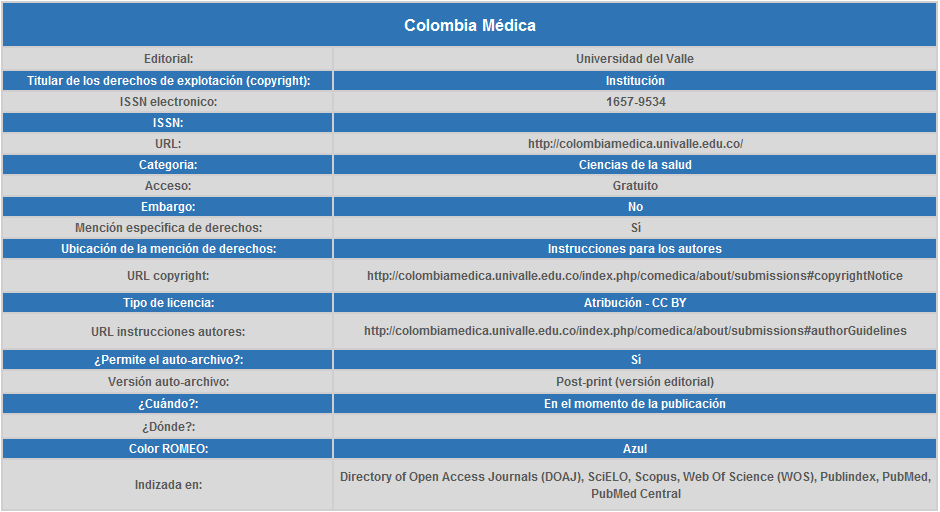 Colombia Médica
Editorial: Universidad del Valle
Titular de los derechos de explotación (copyright): Institución
ISSN electronico: 1657-9534
ISSN:
URL: http://colombiamedica.univalle.edu.co/
Categoria: Ciencias de la salud
Acceso: Gratuito
Embargo: No
Mención específica de derechos: Sí
Ubicación de la mención de derechos: Instrucciones para los autores
URL copyright: http://colombiamedica.univalle.edu.co/index.php/comedica/about/submissions#copyrightNotice
Tipo de licencia: Atribución - CC BY
URL instrucciones autores: http://colombiamedica.univalle.edu.co/index.php/comedica/about/submissions#authorGuidelines
¿Permite el auto-archivo?: Sí
Versión auto-archivo: Post-print (versión editorial)
¿Cuándo?: En el momento de la publicación
¿Dónde?:
Color ROMEO: Azul
Indizada en: Directory of Open Access Journals (DOAJ), SciELO, Scopus, Web Of Science (WOS), Publindex, PubMed,
PubMed Central